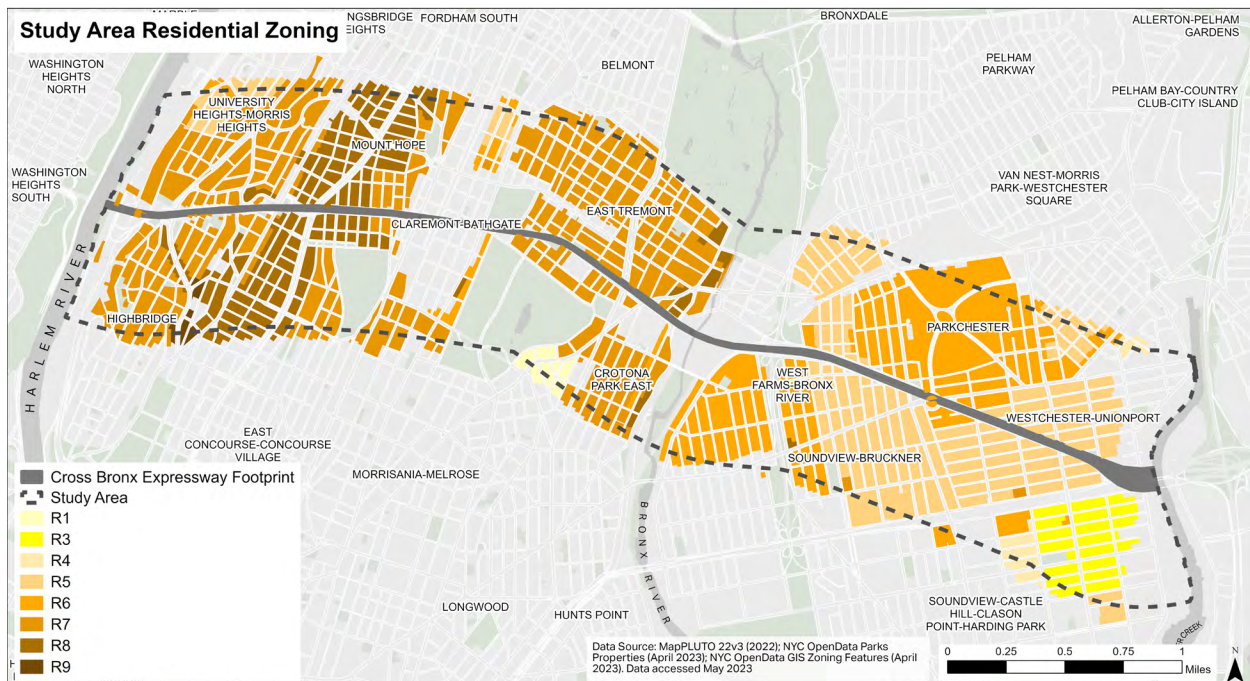 MARBLE
NGSBRIDGE
EIGHTS
FORDHAM SOUTH
BRONXDALE
ALLERTON-PELHAM
GARDENS
Study Area Residential Zoning
WASHINGTON
HEIGHTS
NORTH
BELMONT
PELHAM
PARKWAY
PELHAM BAY-COUNTRY
CLUB-CITY ISLAND
UNIVERSITY
HEIGHTS-MORRIS
HEIGHTS
MOUNT HOPE
WASHINGTON
HEIGHTS
SOUTH
VAN NEST-MORRIS
PARK-WESTCHESTER
SQUARE
CLAREMONT-BATHGATE
EAST TREMONT
HARLEM RIVER
HIGHBRIDGE
PARKCHESTER
CROTONA
PARK EAST
WEST
FARMS-BRONX
RIVER
WESTCHESTER-UNIONPORT
EAST
CONCOURSE-CONCOURSE
VILLAGE
MORRISANIA-MELROSE
SOUNDVIEW-BRUCKNER
BRONX RIVER
Cross Bronx Expressway Footprint
Study Area
R1
R3
R4
R5
R6
R7
R8
R9
LONGWOOD
HUNTS POINT
SOUNDVIEW-CASTLE
HILL-CLASON
POINT-HARDING PARK
CREEK
Data Source: MapPLUTO 22v3 (2022); NYC OpenData Parks
Properties (April 2023); NYC OpenData GIS Zoning Features (April
2023). Data accessed May 2023
0 0.25 0.5 0.75 1
Miles
N